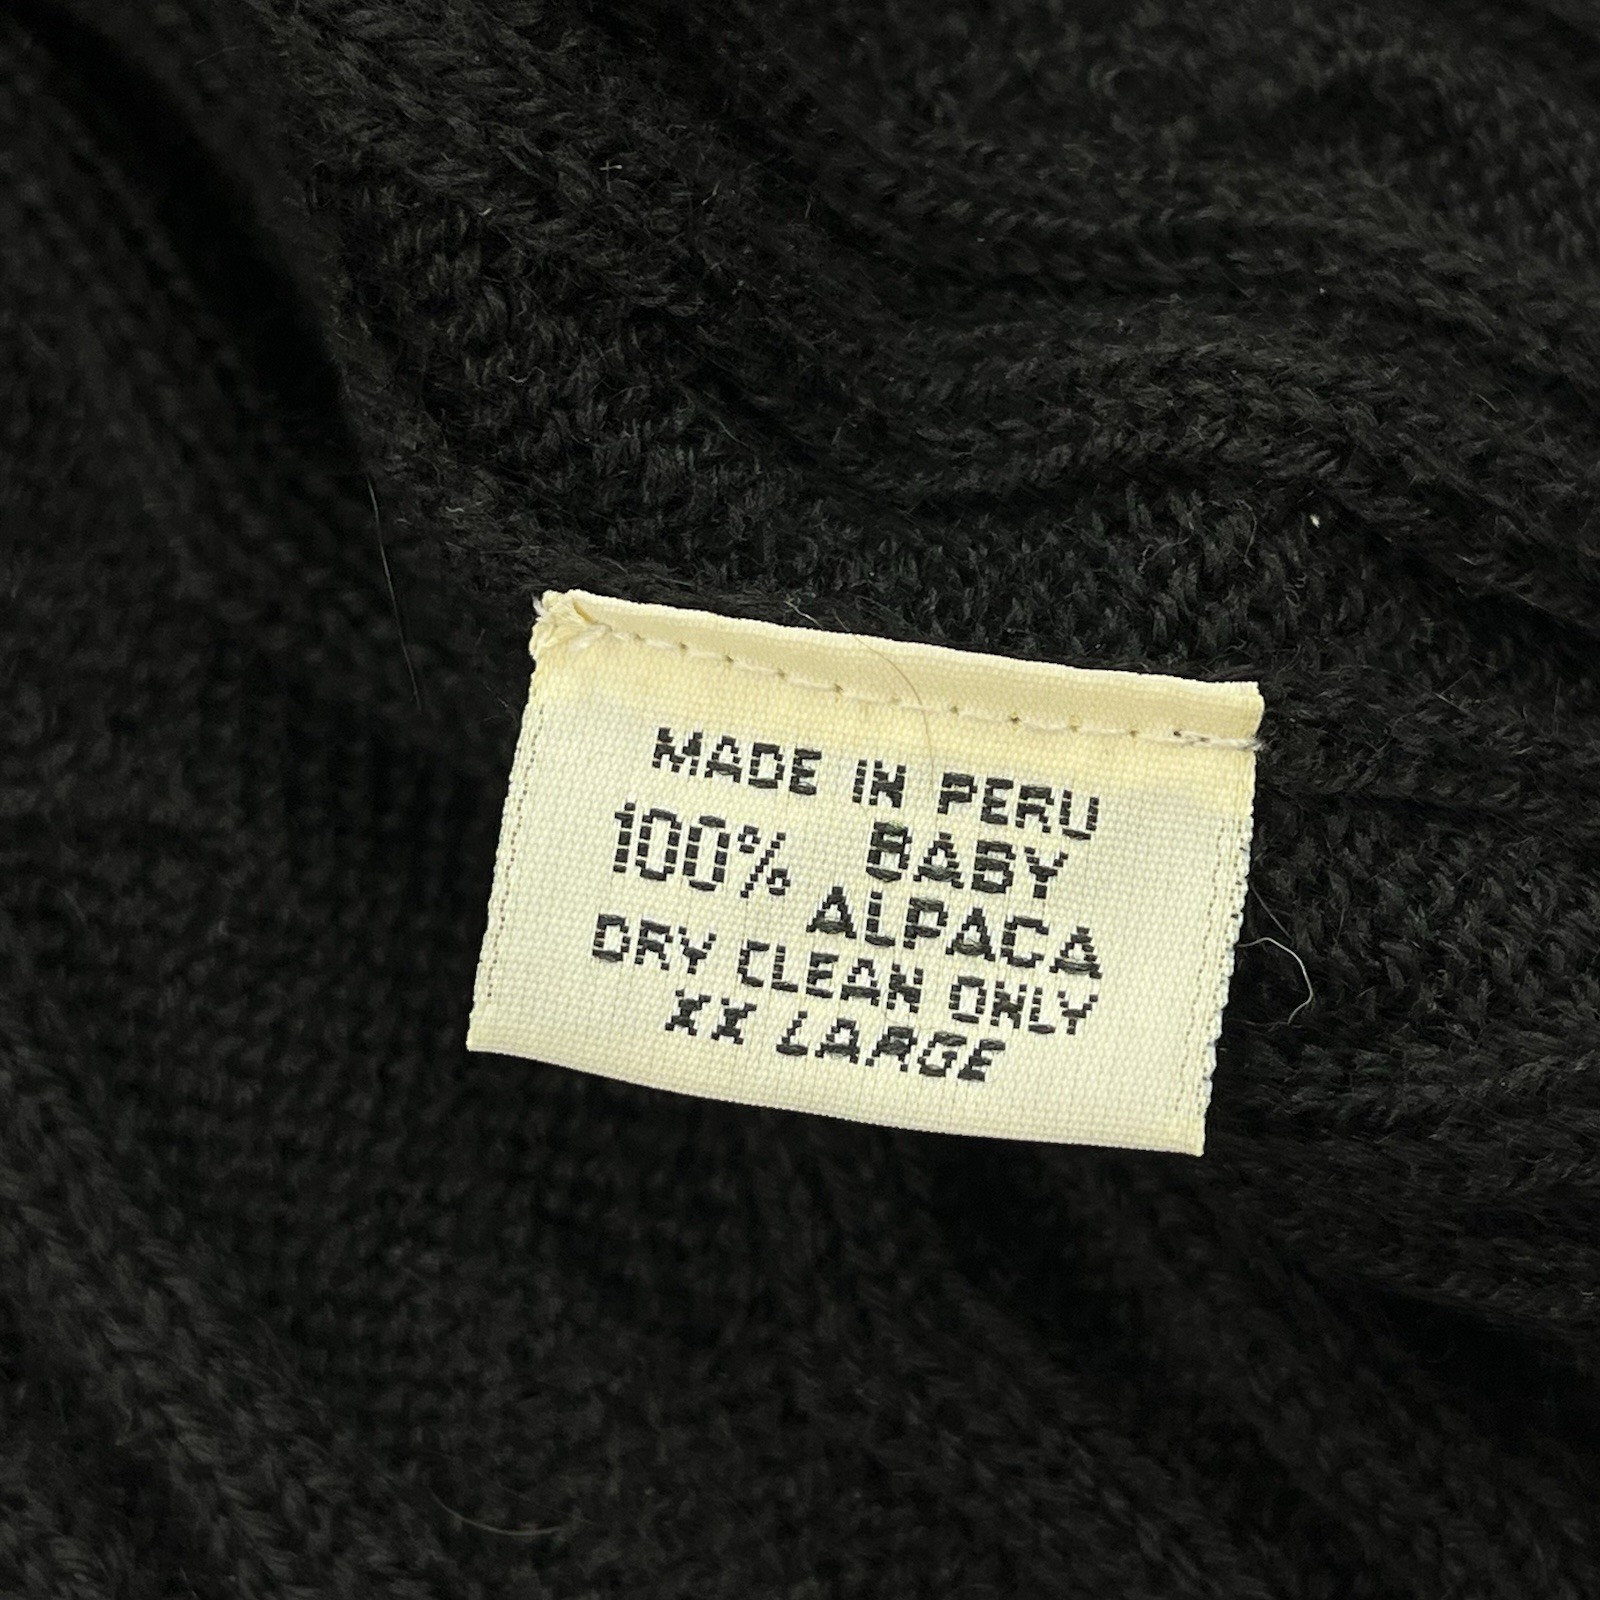 MADE IN PERU
100% BABY
ALPACA
DRY CLEAN ONLY
XX LARGE